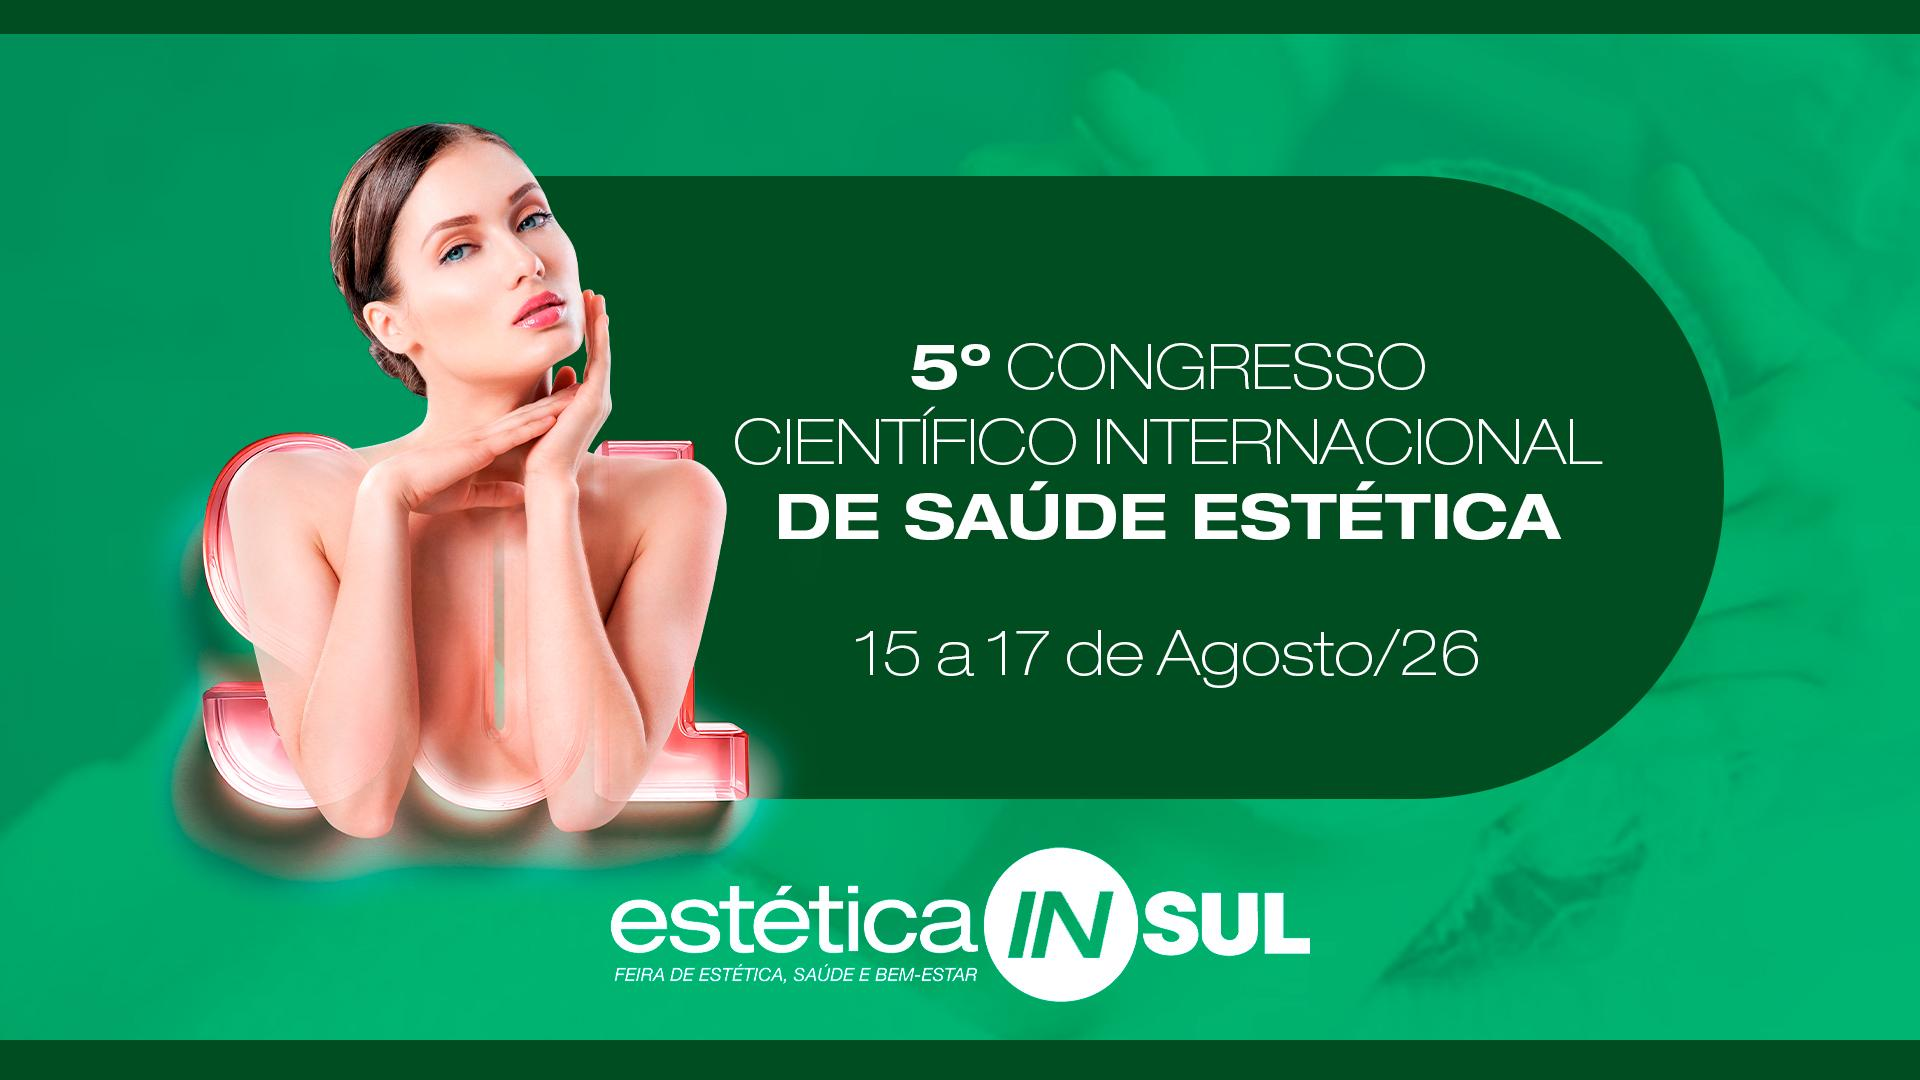 5º CONGRESSO
CIENTÍFICO INTERNACIONAL
DE SAÚDE ESTÉTICA
15 a 17 de Agosto/26
SUL
estética IN SUL
FEIRA DE ESTÉTICA, SAÚDE E BEM-ESTAR